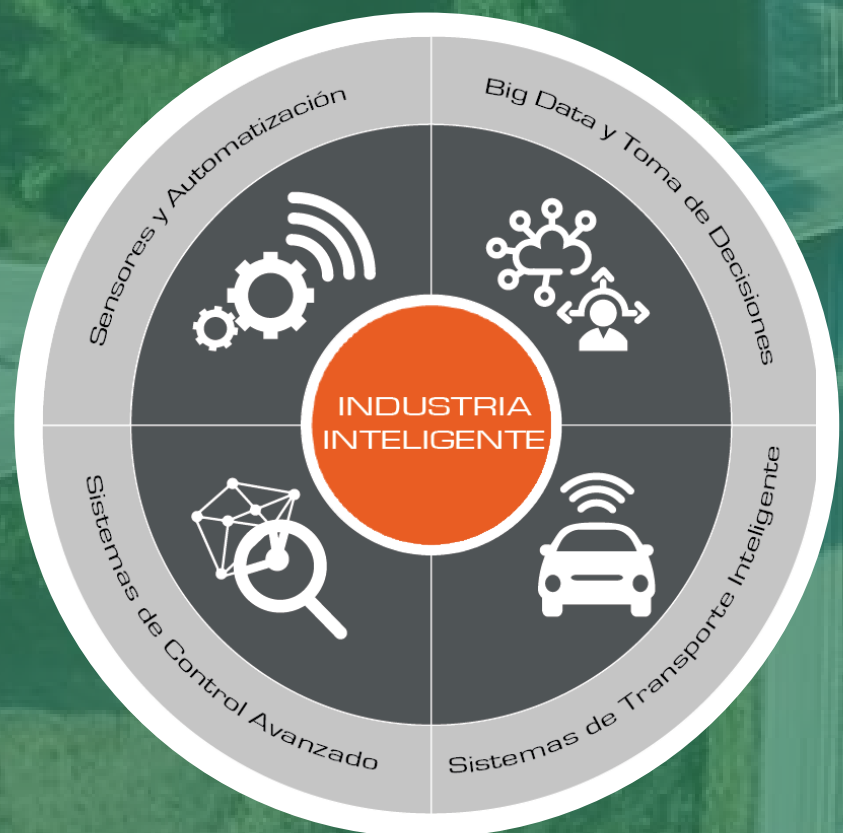 Sensores y Automatización
Big Data y Toma de Decisiones
INDUSTRIA
INTELIGENTE
Sistemas de Control Avanzado
Sistemas de Transporte Inteligente